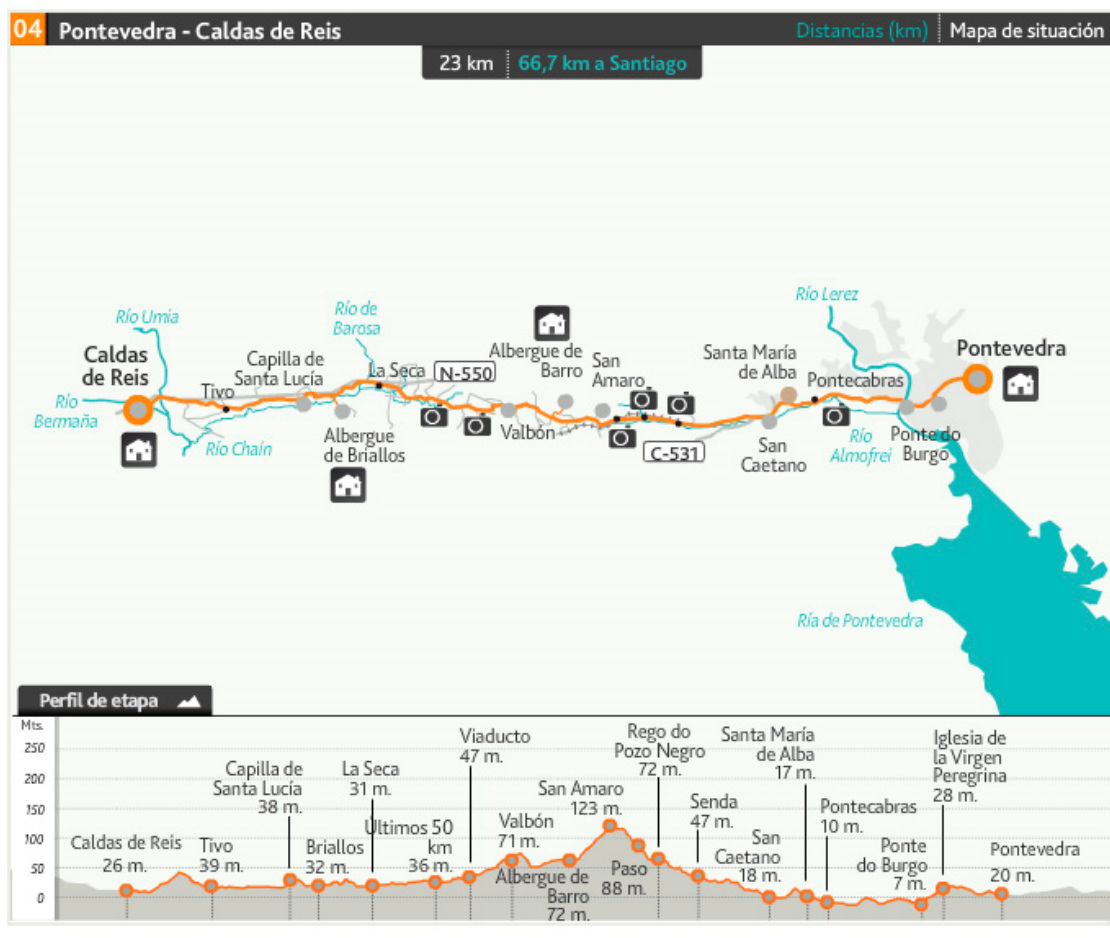 04 Pontevedra - Caldas de Reis
Distancias (km) Mapa de situación
23 km 66,7 km a Santiago
Río Umia
Caldas
de Reis
Río
Bermaña
Tivo
Río Chaín
Capilla de
Santa Lucía
Río de
Barosa
La Seca
N-550
Albergue
de Briallos
Albergue de
Barro
Valbón
San
Amaro
C-531
Santa María
de Alba
San
Caetano
Río Lerez
Pontecabras
Río
Almofrei
Ponte do
Burgo
Pontevedra
Ría de Pontevedra
Perfil de etapa
Mts.
250
200
150
100
50
0
Caldas de Reis
26 m.
Tivo
39 m.
Capilla de
Santa Lucía
38 m.
Briallos
32 m.
La Seca
31 m.
Últimos 50
km
36 m.
Viaducto
47 m.
Valbón
71 m.
Albergue de
Barro
72 m.
San Amaro
123 m.
Paso
88 m.
Rego do
Pozo Negro
72 m.
Senda
47 m.
San
Caetano
18 m.
Santa María
de Alba
17 m.
Pontecabras
10 m.
Ponte
do Burgo
7 m.
Iglesia de
la Virgen
Peregrina
28 m.
Pontevedra
20 m.